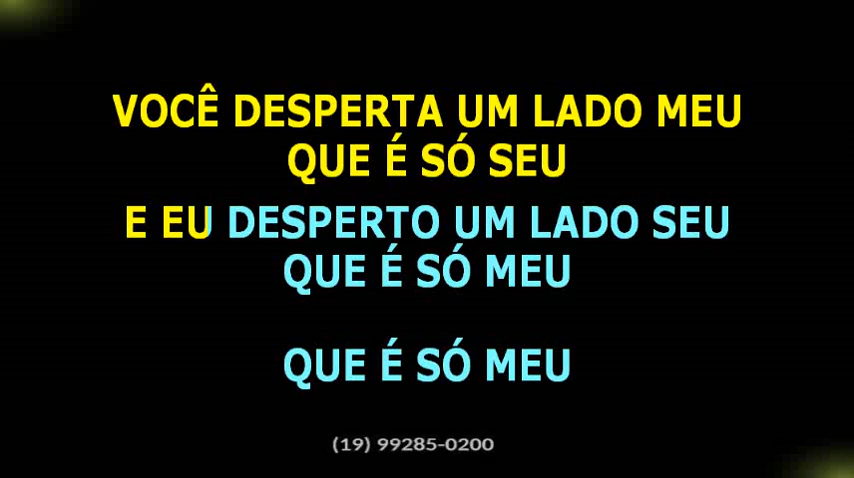 VOCÊ DESPERTA UM LADO MEU
QUE É SÓ SEU
E EU DESPERTO UM LADO SEU
QUE É SÓ MEU
QUE É SÓ MEU
(19) 99285-0200